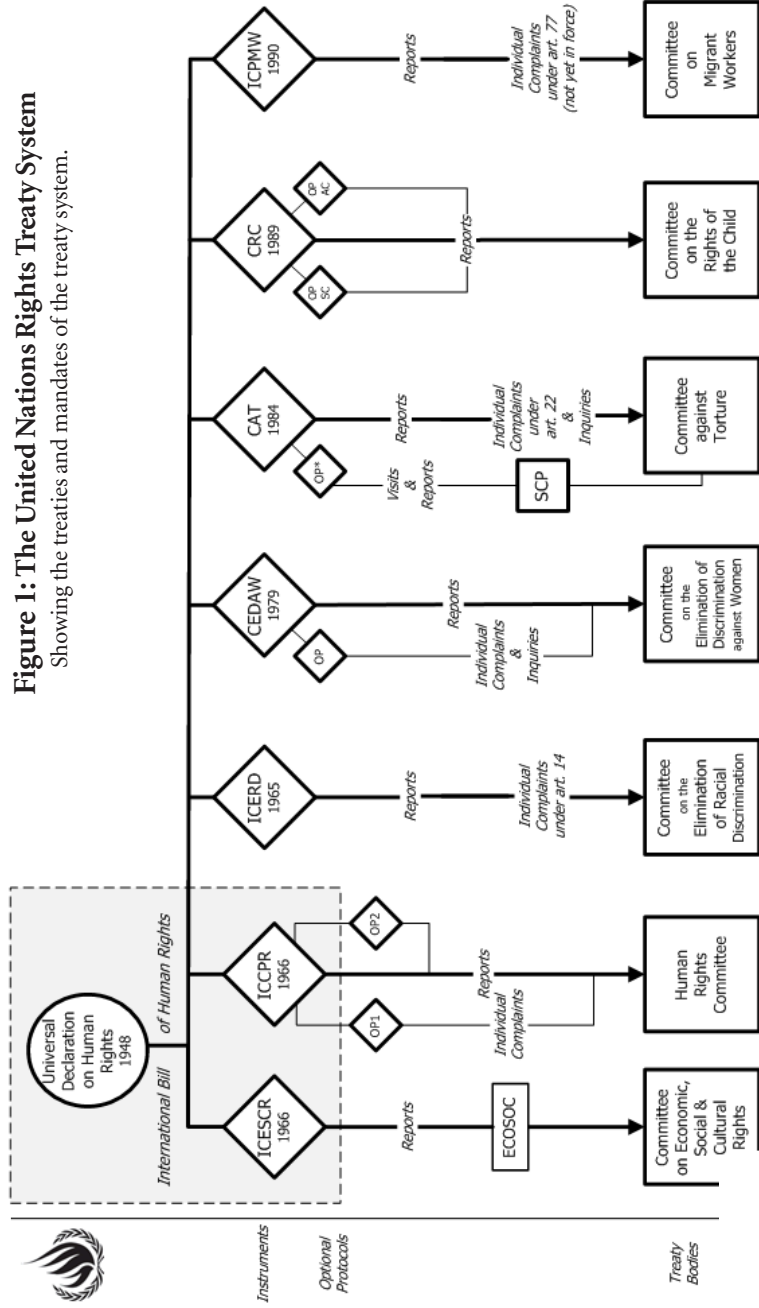 Figure 1: The United Nations Rights Treaty System
Showing the treaties and mandates of the treaty system.
Universal
Declaration
on Human
Rights
1948
International Bill
of Human Rights
Instruments
ICESCR
1966
ICCPR
1966
ICERD
1965
CEDAW
1979
CAT
1984
CRC
1989
ICPMW
1990
Optional
Protocols
OP1
OP2
OP
OP*
OP
SC
OP
AC
Reports
ECOSOC
Reports
Individual
Complaints
Reports
Individual
Complaints
under art. 14
Reports
Individual
Complaints
&
Inquiries
Visits
&
Reports
SCP
Reports
Individual
Complaints
under
art. 22
&
Inquiries
Reports
Reports
Individual
Complaints
under art. 77
(not yet in force)
Treaty
Bodies
Committee
on Economic,
Social &
Cultural
Rights
Human
Rights
Committee
Committee
on the
Elimination
of Racial
Discrimination
Committee
on the
Elimination of
Discrimination
against Women
Committee
against
Torture
Committee
on the
Rights of
the Child
Committee
on
Migrant
Workers